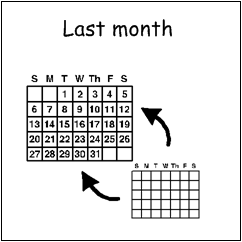 Last month
S M T W Th F S
1 2 3 4 5
6 7 8 9 10 11 12
13 14 15 16 17 18 19
20 21 22 23 24 25 26
27 28 29 30 31
S M T W Th F S